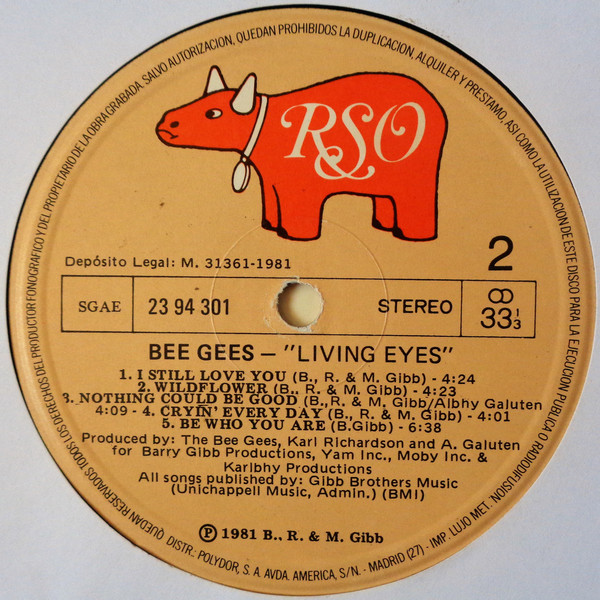 SALVO AUTORIZACION, QUEDAN PROHIBIDOS LA DUPLICACION, ALQUILER Y PRESTAMO, ASI COMO LA UTILIZACION DE ESTE DISCO PARA LA EJECUCION PUBLICA O RADIODIFUSION.
RSO
Depósito Legal: M. 31361-1981
2
SGAE
23 94 301
STEREO
33 1/3
BEE GEES – "LIVING EYES"
1. I STILL LOVE YOU (B., R. & M. Gibb) - 4:24
2. WILDFLOWER (B., R. & M. Gibb) - 4:23
3. NOTHING COULD BE GOOD (B., R. & M. Gibb/Albhy Galuten
4:09 - 4. CRYIÑ' EVERY DAY (B., R. & M. Gibb) - 4:01
5. BE WHO YOU ARE (B.Gibb) - 6:38
Produced by: The Bee Gees, Karl Richardson and A. Galuten
for Barry Gibb Productions, Yam Inc., Moby Inc. &
Karlbhy Productions
All songs published by: Gibb Brothers Music
(Unichappell Music, Admin.) (BMI)
Ⓟ 1981 B., R. & M. Gibb
QUEDAN RESERVADOS TODOS LOS DERECHOS DEL PRODUCTOR FONOGRAFICO Y DEL PROPIETARIO DE LA OBRA GRABADA.
DISTR.: POLYDOR, S. A. AVDA. AMERICA, S/N. - MADRID (27) - IMP. LUJO MET.